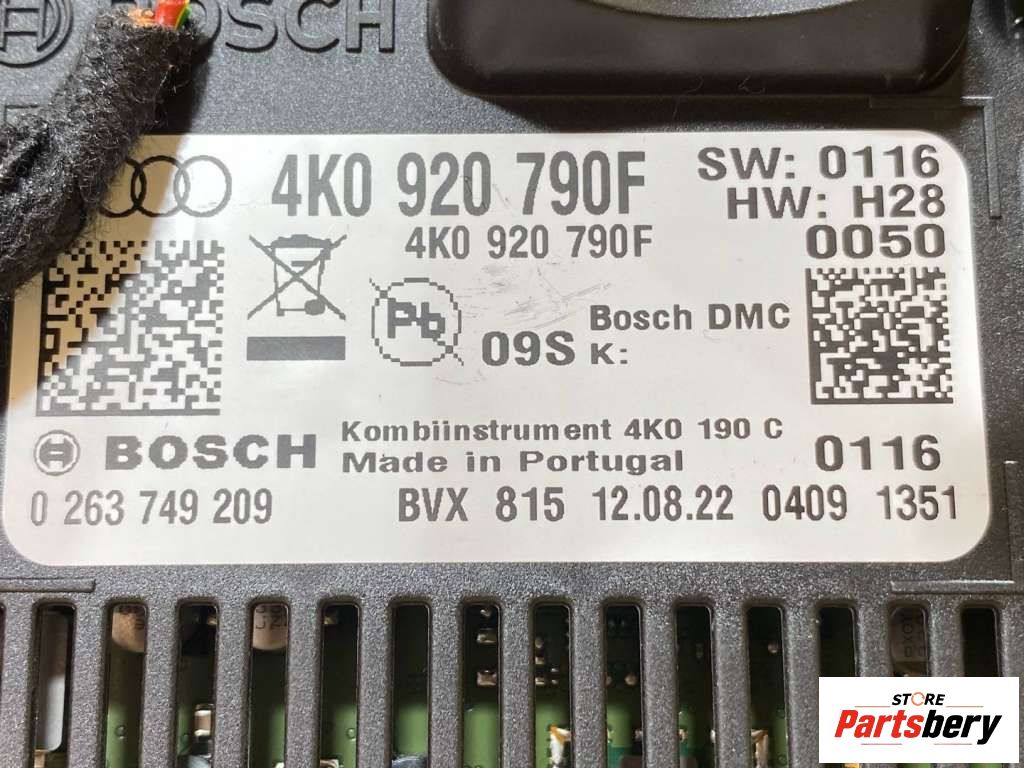 BOSCH
4K0 920 790F
SW: 0116
HW: H28
4K0 920 790F
0050
Pb
09S
Bosch DMC
K:
BOSCH
Kombiinstrument 4K0 190 C
Made in Portugal
0116
0 263 749 209
BVX 815 12.08.22 0409 1351
STORE
Partsbery